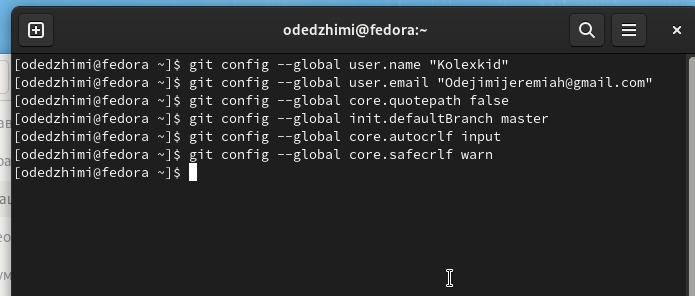 odedzhimi@fedora:~
[odedzhimi@fedora ~]$ git config --global user.name "Kolexkid"
[odedzhimi@fedora ~]$ git config --global user.email "Odejimijeremiah@gmail.com"
[odedzhimi@fedora ~]$ git config --global core.quotepath false
[odedzhimi@fedora ~]$ git config --global init.defaultBranch master
[odedzhimi@fedora ~]$ git config --global core.autocrlf input
[odedzhimi@fedora ~]$ git config --global core.safecrlf warn
[odedzhimi@fedora ~]$